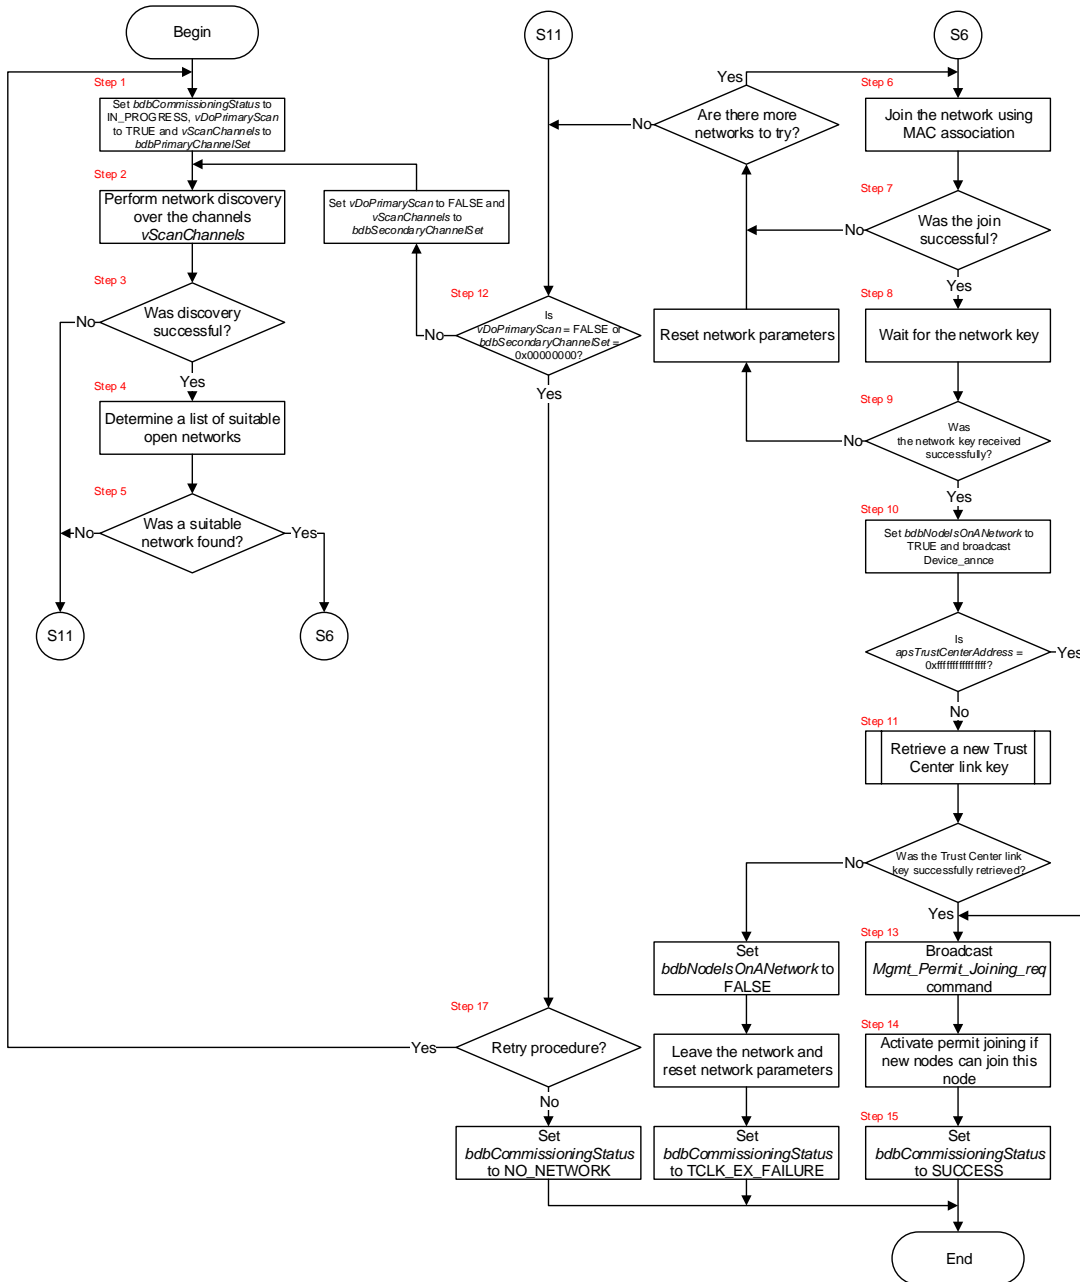 Begin
Step 1
Set bdbCommissioningStatus to
IN_PROGRESS, vDoPrimaryScan
to TRUE and vScanChannels to
bdbPrimaryChannelSet
Step 2
Perform network discovery
over the channels
vScanChannels
Step 3
Was discovery
successful?
No
Yes
Step 4
Determine a list of suitable
open networks
Step 5
Was a suitable
network found?
No
Yes
S11
S6
S11
Set vDoPrimaryScan to FALSE and
vScanChannels to
bdbSecondaryChannelSet
Step 12
Is
vDoPrimaryScan = FALSE or
bdbSecondaryChannelSet =
0x00000000?
No
Yes
Step 17
Retry procedure?
Yes
No
Set
bdbCommissioningStatus
to NO_NETWORK
S6
Step 6
Join the network using
MAC association
Yes
Are there more
networks to try?
No
Step 7
Was the join
successful?
No
Yes
Step 8
Wait for the network key
Reset network parameters
Step 9
Was
the network key received
successfully?
No
Yes
Step 10
Set bdbNodeIsOnANetwork to
TRUE and broadcast
Device_annce
Is
apsTrustCenterAddress =
0xffffffffffffffff?
Yes
No
Step 11
Retrieve a new Trust
Center link key
Was the Trust Center link
key successfully retrieved?
No
Yes
Set
bdbNodeIsOnANetwork to
FALSE
Leave the network and
reset network parameters
Set
bdbCommissioningStatus
to TCLK_EX_FAILURE
Step 13
Broadcast
Mgmt_Permit_Joining_req
command
Step 14
Activate permit joining if
new nodes can join this
node
Step 15
Set
bdbCommissioningStatus
to SUCCESS
End